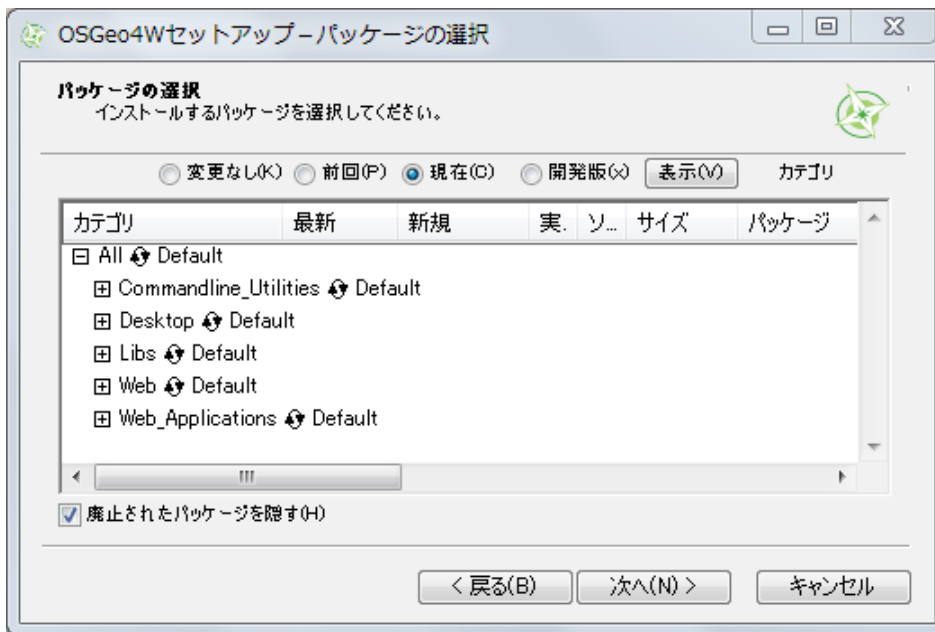 OSGeo4Wセットアップ – パッケージの選択
パッケージの選択
インストールするパッケージを選択してください。
変更なし(K) 前回(P) 現在(C) 開発版(x) 表示(V) カテゴリ
カテゴリ 最新 新規 実. ソ... サイズ パッケージ
All Default
Commandline_Utilities Default
Desktop Default
Libs Default
Web Default
Web_Applications Default
廃止されたパッケージを隠す(H)
< 戻る(B) 次へ(N) > キャンセル